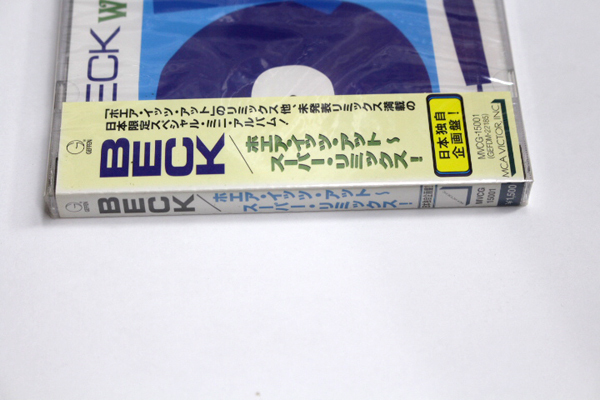 ECK W
「ホエア・イッツ・アット」のリミックス他、未発表リミックス満載の
日本限定スペシャル・ミニ・アルバム!
GEFFEN
BECK
ホエア・イッツ・アット〜
スーパー・リミックス!
日本独自
企画盤!
MVCG-15001
(GEFDM-22185)
MCA VICTOR, INC.
BECK
ホエア・イッツ・アット〜
スーパー・リミックス!
MVCG
15001
¥1,500